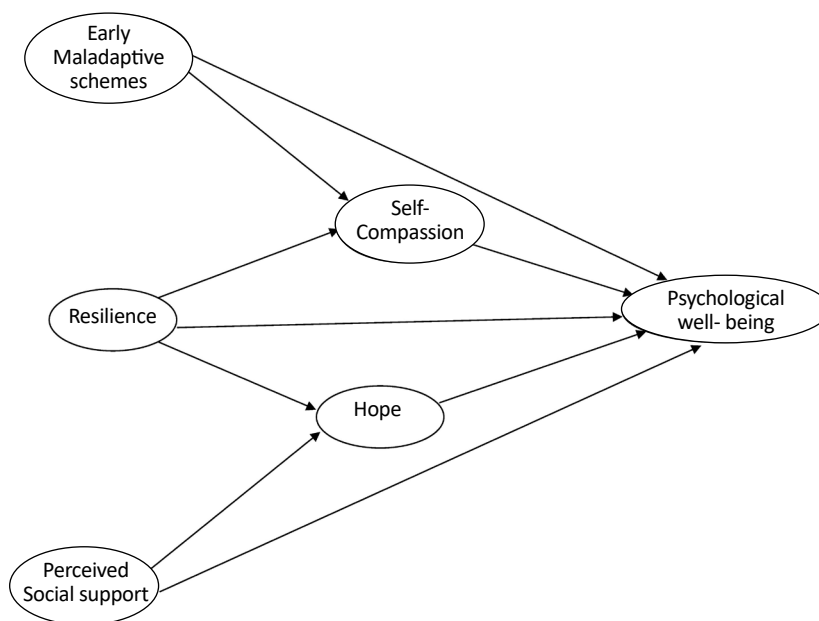 Early
Maladaptive
schemes
Self-
Compassion
Resilience
Psychological
well- being
Hope
Perceived
Social support